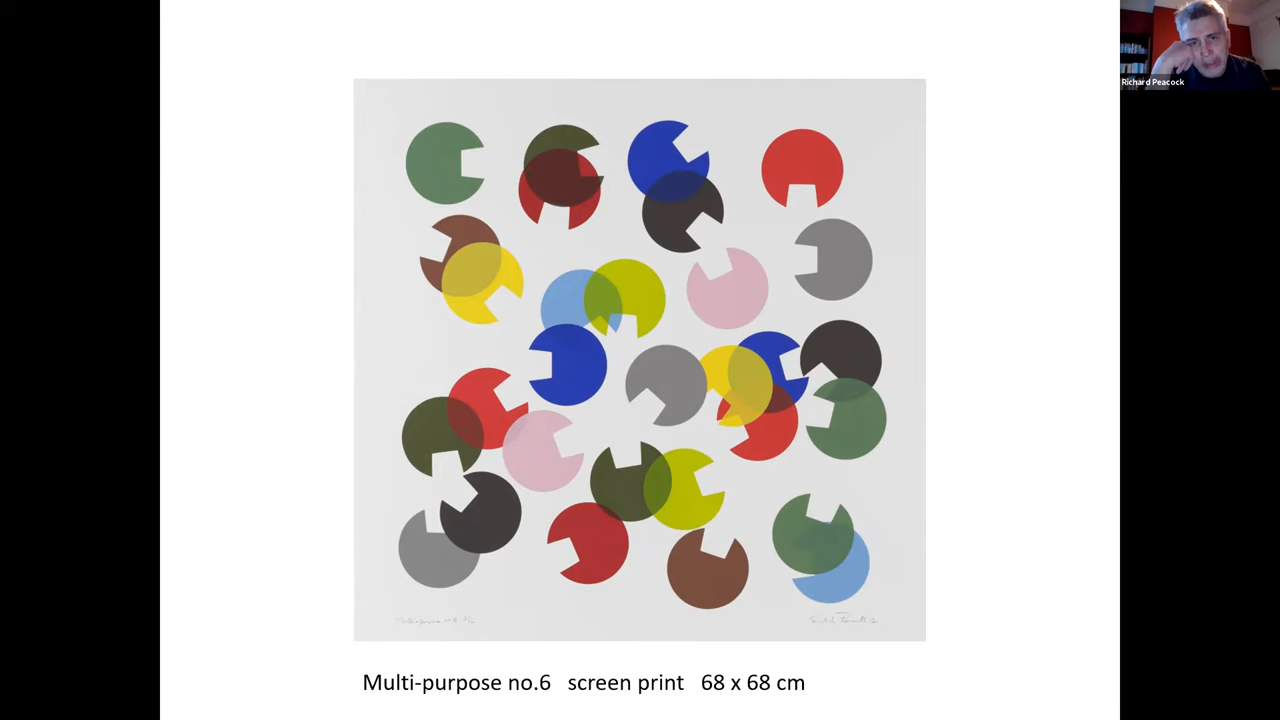 Richard Peacock
Multi-purpose no.6 screen print 68 x 68 cm